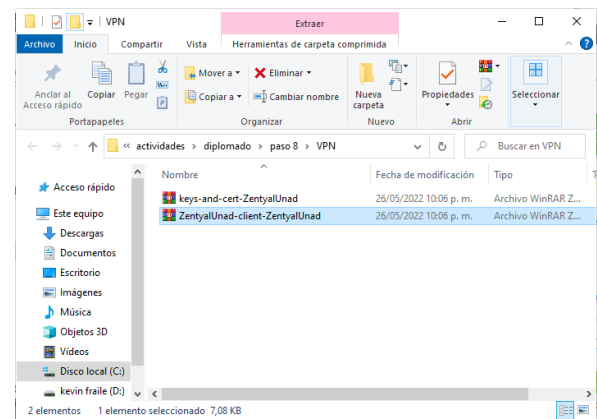 VPN
Extraer
Archivo Inicio Compartir Vista Herramientas de carpeta comprimida
Anclar al Acceso rápido
Copiar
Pegar
Mover a
Copiar a
Eliminar
Cambiar nombre
Nueva carpeta
Propiedades
Seleccionar
Portapapeles Organizar Nuevo Abrir
« actividades > diplomado > paso 8 > VPN
Buscar en VPN
Nombre Fecha de modificación Tipo
keys-and-cert-ZentyalUnad 26/05/2022 10:06 p. m. Archivo WinRAR Z...
ZentyalUnad-client-ZentyalUnad 26/05/2022 10:06 p. m. Archivo WinRAR Z...
Acceso rápido
Este equipo
Descargas
Documentos
Escritorio
Imágenes
Música
Objetos 3D
Vídeos
Disco local (C:)
kevin fraile (D:)
2 elementos 1 elemento seleccionado 7,08 KB